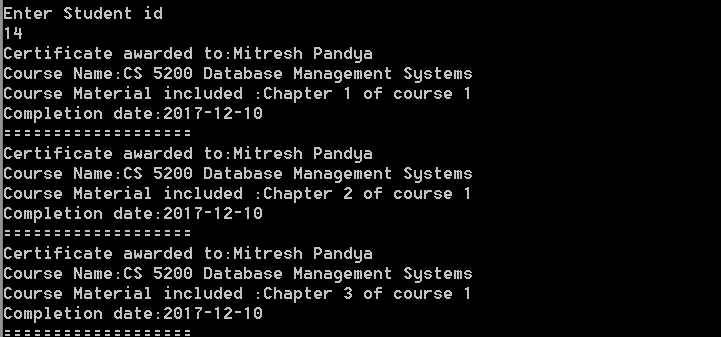 Enter Student id
14
Certificate awarded to:Mitresh Pandya
Course Name:CS 5200 Database Management Systems
Course Material included :Chapter 1 of course 1
Completion date:2017-12-10
===================
Certificate awarded to:Mitresh Pandya
Course Name:CS 5200 Database Management Systems
Course Material included :Chapter 2 of course 1
Completion date:2017-12-10
===================
Certificate awarded to:Mitresh Pandya
Course Name:CS 5200 Database Management Systems
Course Material included :Chapter 3 of course 1
Completion date:2017-12-10
===================